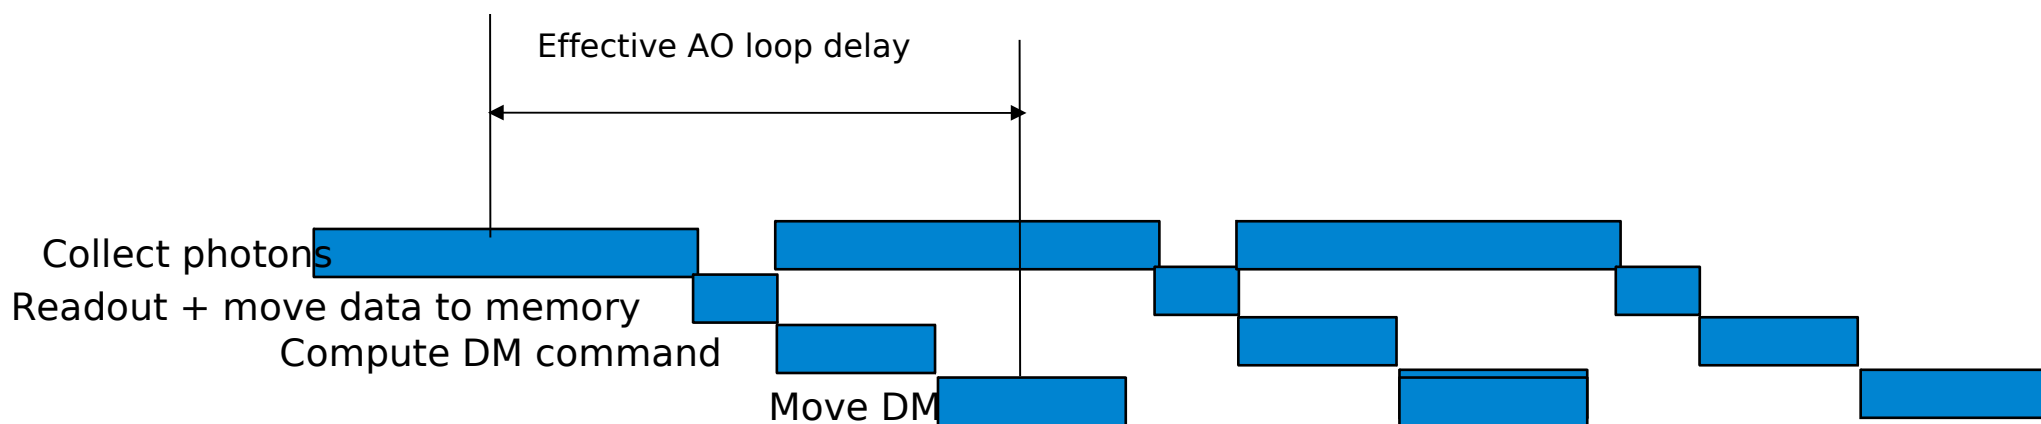 Effective AO loop delay
Collect photons
Readout + move data to memory
Compute DM command
Move DM